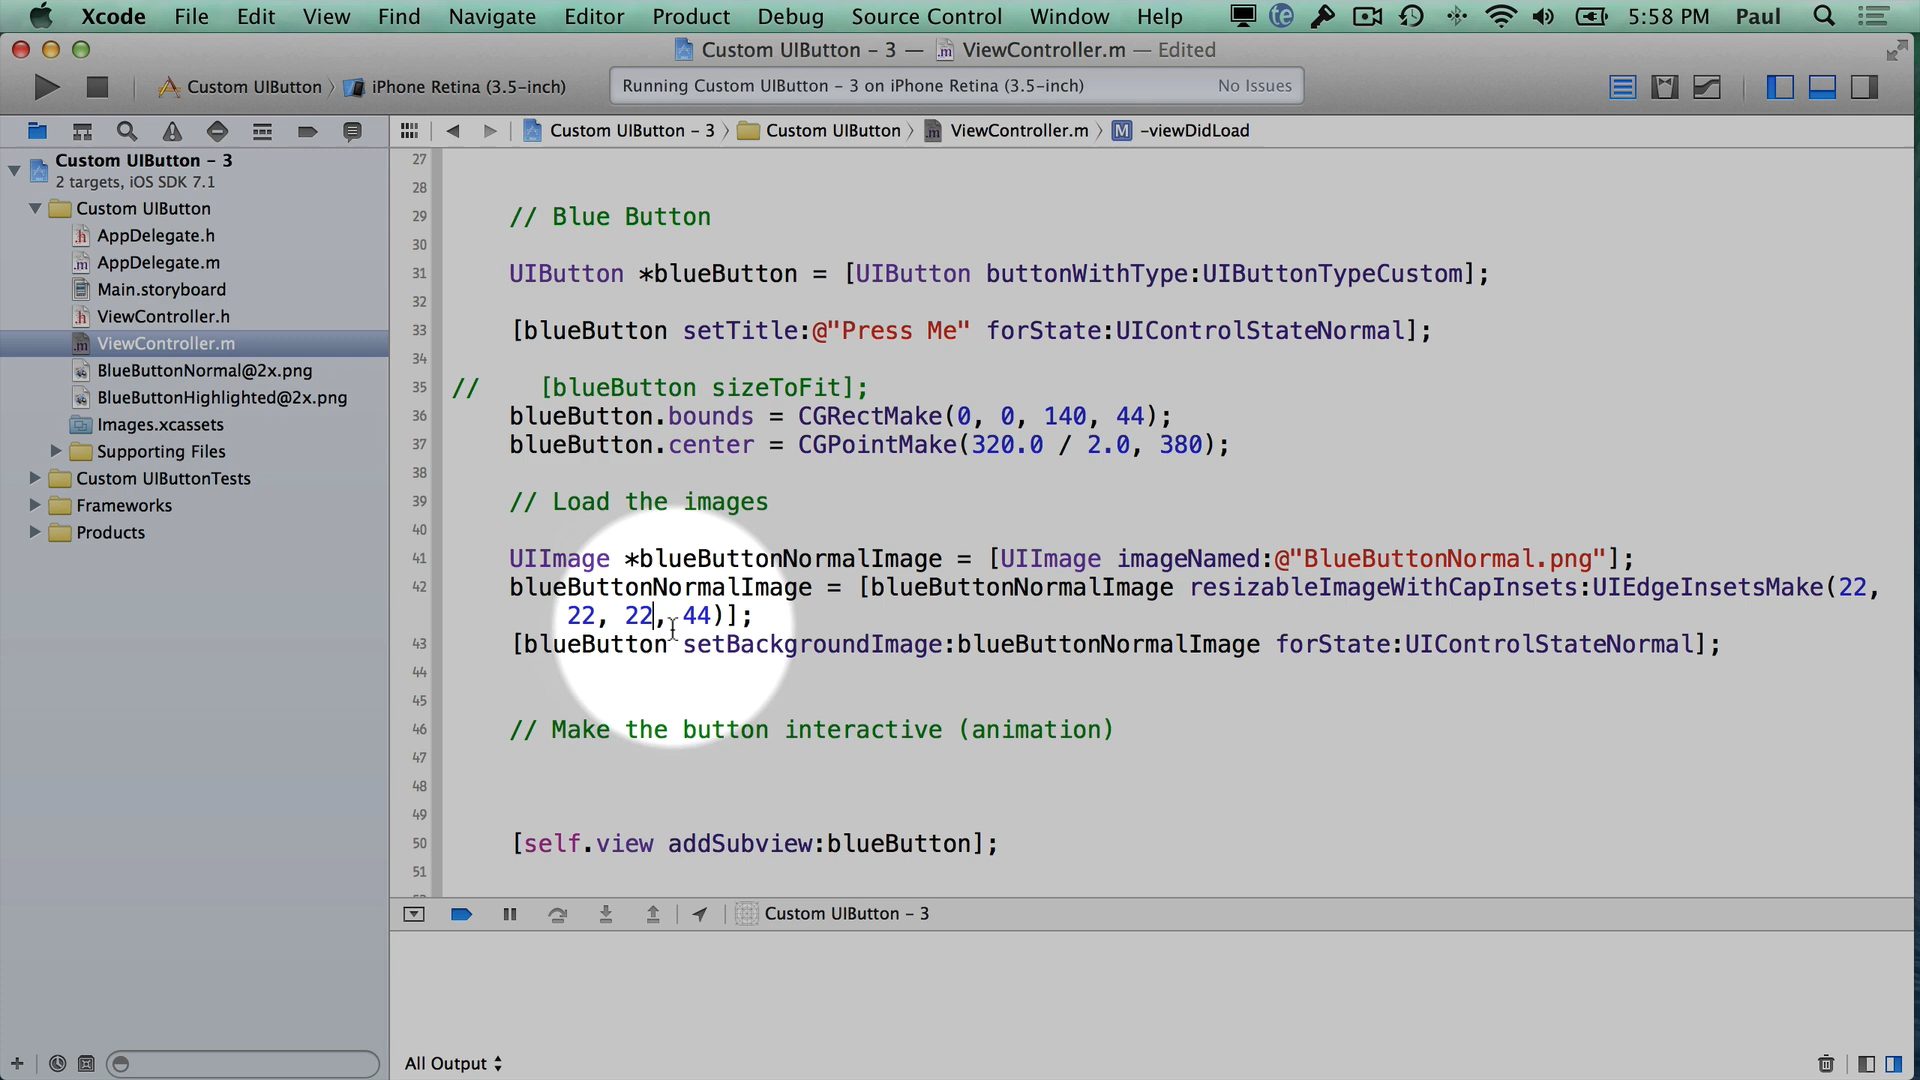 Xcode File Edit View Find Navigate Editor Product Debug Source Control Window Help te 5:58 PM Paul
Custom UIButton – 3 — ViewController.m — Edited
Custom UIButton iPhone Retina (3.5-inch) Running Custom UIButton – 3 on iPhone Retina (3.5-inch) No Issues
Custom UIButton – 3 Custom UIButton ViewController.m M -viewDidLoad
Custom UIButton – 3
2 targets, iOS SDK 7.1
Custom UIButton
AppDelegate.h
AppDelegate.m
Main.storyboard
ViewController.h
ViewController.m
BlueButtonNormal@2x.png
BlueButtonHighlighted@2x.png
Images.xcassets
Supporting Files
Custom UIButtonTests
Frameworks
Products
27
28
29 // Blue Button
30
31 UIButton *blueButton = [UIButton buttonWithType:UIButtonTypeCustom];
32
33 [blueButton setTitle:@"Press Me" forState:UIControlStateNormal];
34
35 // [blueButton sizeToFit];
36 blueButton.bounds = CGRectMake(0, 0, 140, 44);
37 blueButton.center = CGPointMake(320.0 / 2.0, 380);
38
39 // Load the images
40
41 UIImage *blueButtonNormalImage = [UIImage imageNamed:@"BlueButtonNormal.png"];
42 blueButtonNormalImage = [blueButtonNormalImage resizableImageWithCapInsets:UIEdgeInsetsMake(22,
22, 22, 44)];
43 [blueButton setBackgroundImage:blueButtonNormalImage forState:UIControlStateNormal];
44
45
46 // Make the button interactive (animation)
47
48
49
50 [self.view addSubview:blueButton];
51
Custom UIButton – 3
All Output